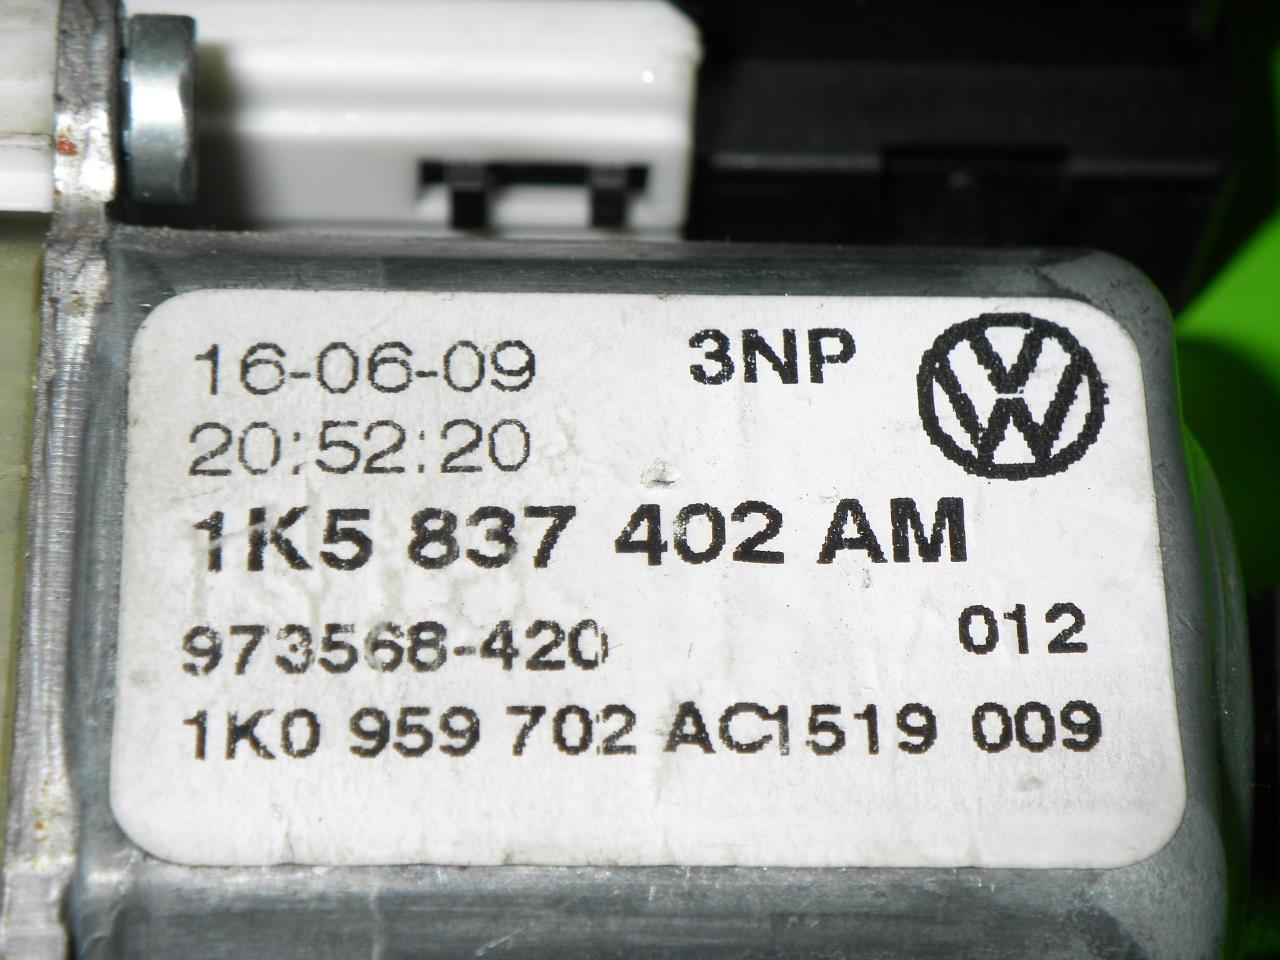 16-06-09 3NP
20:52:20
1K5 837 402 AM
973568-420 012
1K0 959 702 AC1519 009